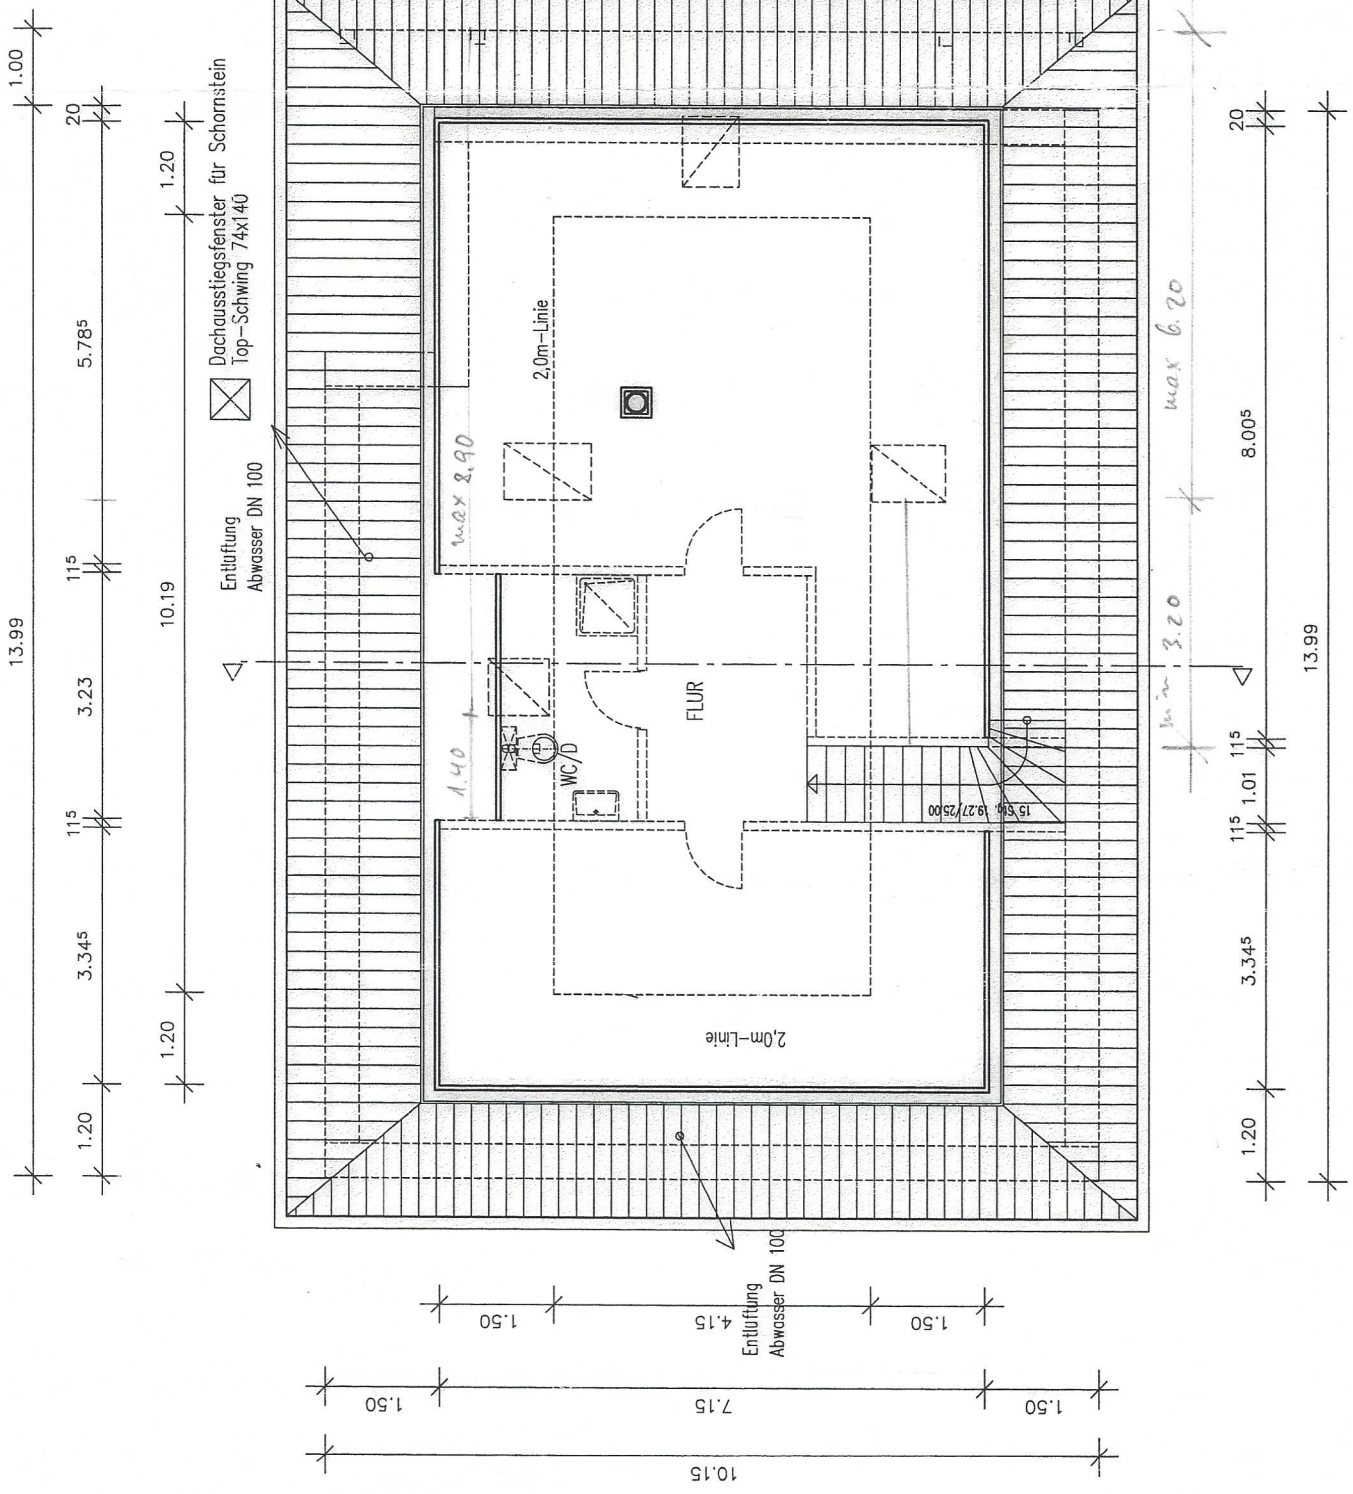 1.00
20
13.99
5.785
1.20
Dachausstiegsfenster für Schornstein
Top-Schwing 74x140
Entlüftung
Abwasser DN 100
115
10.19
3.23
115
3.345
1.20
1.20
2,0m-Linie
max 8.90
1.40
WC/D
FLUR
15 Stg. 19.27/25.00
2,0m-Linie
20
max 6.20
8.005
min 3.20
13.99
115
1.01
115
3.345
1.20
Entlüftung
Abwasser DN 100
1.50
4.15
1.50
1.50
7.15
1.50
10.15